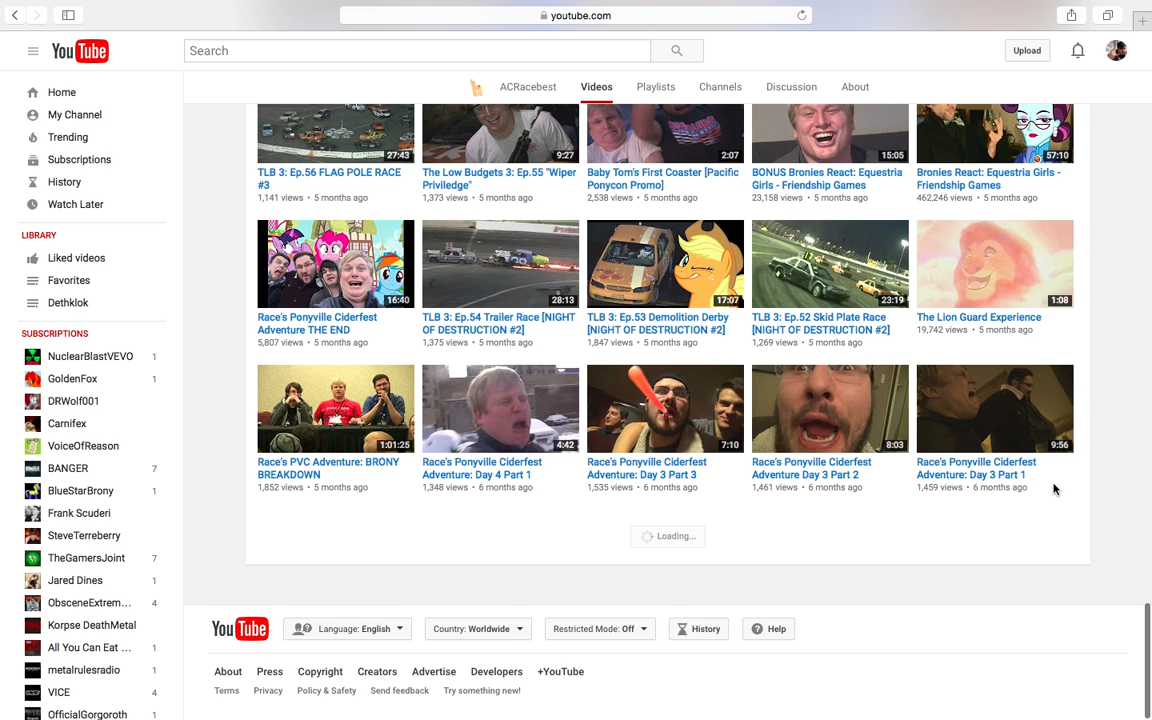 youtube.com
YouTube
Search
Upload
Home
My Channel
Trending
Subscriptions
History
Watch Later
LIBRARY
Liked videos
Favorites
Dethklok
SUBSCRIPTIONS
NuclearBlastVEVO 1
GoldenFox 1
DRWolf001
Carnifex
VoiceOfReason
BANGER 7
BlueStarBrony 1
Frank Scuderi
SteveTerreberry
TheGamersJoint 7
Jared Dines 1
ObsceneExtrem... 4
Korpse DeathMetal
All You Can Eat ... 1
metalrulesradio 1
VICE 4
OfficialGorgoroth 1
ACRacebest Videos Playlists Channels Discussion About
27:43 9:27 2:07 15:05 57:10
TLB 3: Ep.56 FLAG POLE RACE
#3
1,141 views • 5 months ago
The Low Budgets 3: Ep.55 "Wiper
Priviledge"
1,373 views • 5 months ago
Baby Tom's First Coaster [Pacific
Ponycon Promo]
2,538 views • 5 months ago
BONUS Bronies React: Equestria
Girls - Friendship Games
23,158 views • 5 months ago
Bronies React: Equestria Girls -
Friendship Games
462,246 views • 5 months ago
16:40 28:13 17:07 23:19 1:08
Race's Ponyville Ciderfest
Adventure THE END
5,807 views • 5 months ago
TLB 3: Ep.54 Trailer Race [NIGHT
OF DESTRUCTION #2]
1,375 views • 5 months ago
TLB 3: Ep.53 Demolition Derby
[NIGHT OF DESTRUCTION #2]
1,847 views • 5 months ago
TLB 3: Ep.52 Skid Plate Race
[NIGHT OF DESTRUCTION #2]
1,269 views • 5 months ago
The Lion Guard Experience
19,742 views • 5 months ago
1:01:25 4:42 7:10 8:03 9:56
Race's PVC Adventure: BRONY
BREAKDOWN
1,852 views • 5 months ago
Race's Ponyville Ciderfest
Adventure: Day 4 Part 1
1,348 views • 6 months ago
Race's Ponyville Ciderfest
Adventure: Day 3 Part 3
1,535 views • 6 months ago
Race's Ponyville Ciderfest
Adventure Day 3 Part 2
1,461 views • 6 months ago
Race's Ponyville Ciderfest
Adventure: Day 3 Part 1
1,459 views • 6 months ago
Loading...
YouTube Language: English Country: Worldwide Restricted Mode: Off History Help
About Press Copyright Creators Advertise Developers +YouTube
Terms Privacy Policy & Safety Send feedback Try something new!